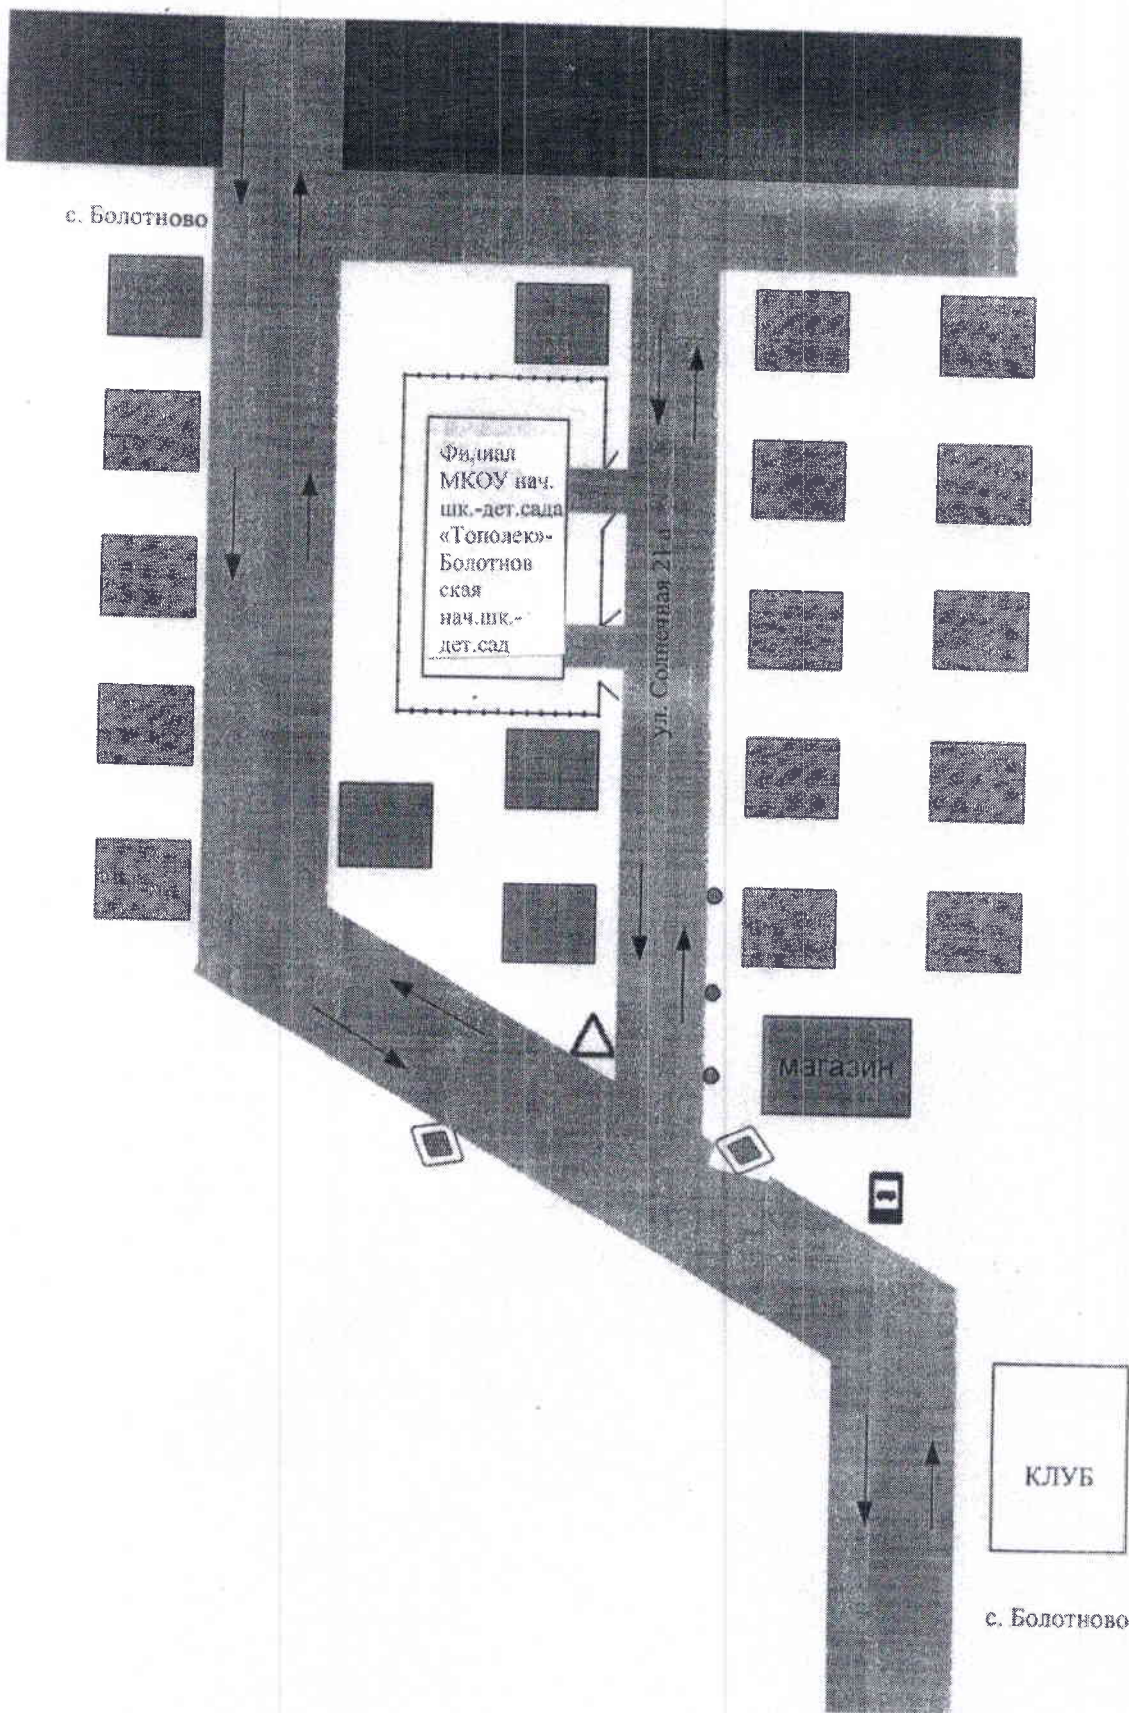 с. Болотново
Филиал
МКОУ нач.
шк.-дет.сада
«Тополек»-
Болотнов
ская
нач.шк.-
дет.сад
ул. Солнечная 21 а
магазин
КЛУБ
с. Болотново